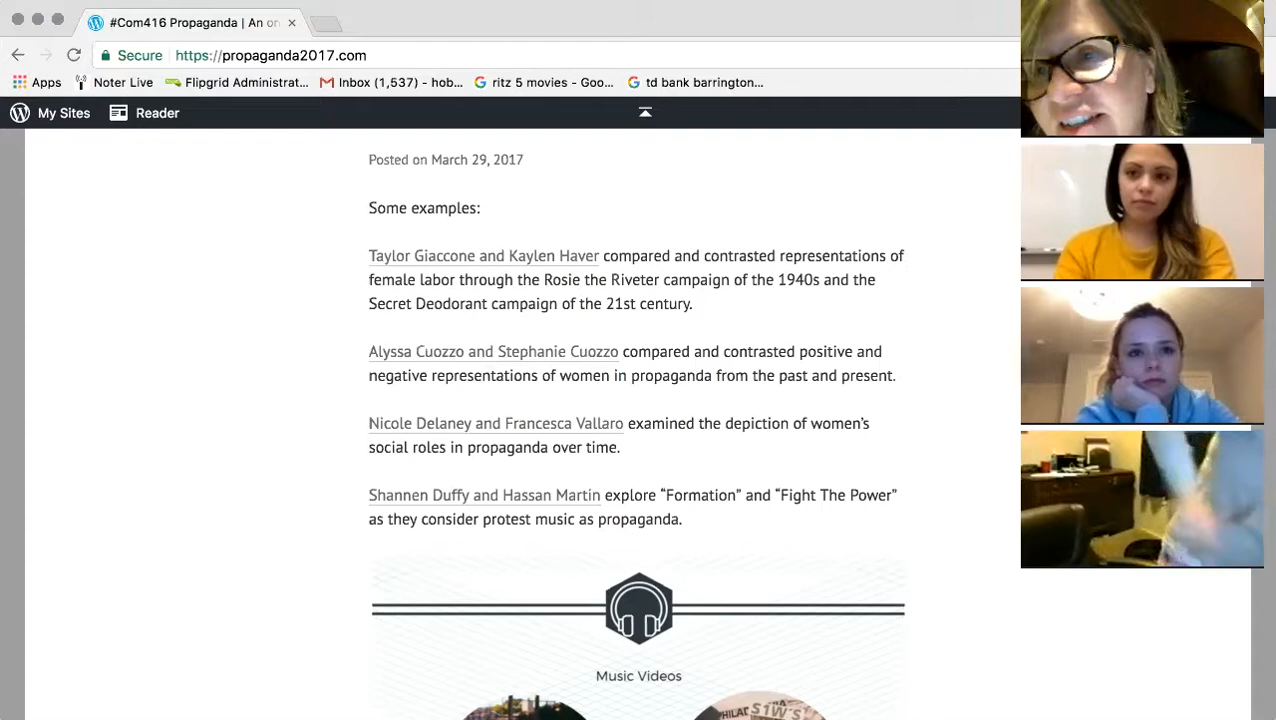 #Com416 Propaganda | An or
Secure https://propaganda2017.com
Apps Noter Live Flipgrid Administrat... Inbox (1,537) - hob... ritz 5 movies - Goo... td bank barrington...
My Sites Reader
Posted on March 29, 2017
Some examples:
Taylor Giaccone and Kaylen Haver compared and contrasted representations of
female labor through the Rosie the Riveter campaign of the 1940s and the
Secret Deodorant campaign of the 21st century.
Alyssa Cuozzo and Stephanie Cuozzo compared and contrasted positive and
negative representations of women in propaganda from the past and present.
Nicole Delaney and Francesca Vallaro examined the depiction of women’s
social roles in propaganda over time.
Shannen Duffy and Hassan Martin explore “Formation” and “Fight The Power”
as they consider protest music as propaganda.
Music Videos
PHILAD S1W'S